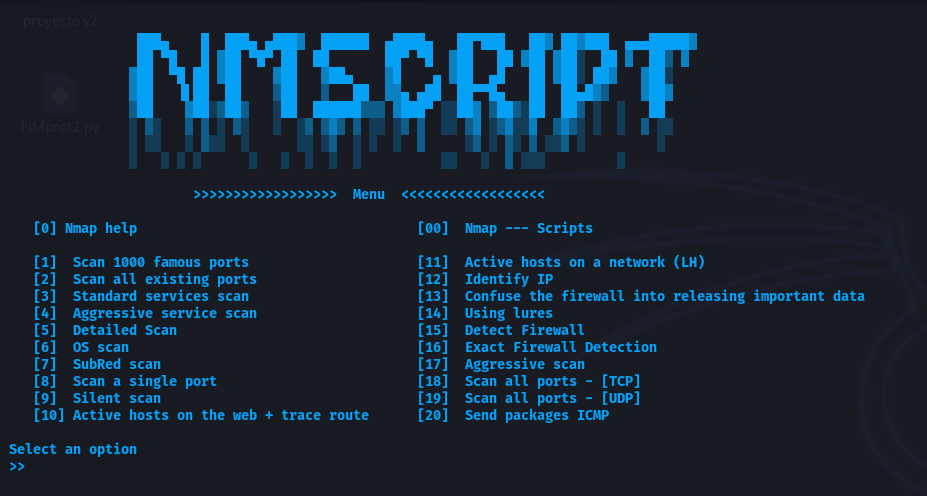 proyecto v2
NMSCRIPT
NMprot2.py
>>>>>>>>>>>>>>>>>> Menu <<<<<<<<<<<<<<<<<<
[0] Nmap help [00] Nmap --- Scripts
[1] Scan 1000 famous ports [11] Active hosts on a network (LH)
[2] Scan all existing ports [12] Identify IP
[3] Standard services scan [13] Confuse the firewall into releasing important data
[4] Aggressive service scan [14] Using lures
[5] Detailed Scan [15] Detect Firewall
[6] OS scan [16] Exact Firewall Detection
[7] SubRed scan [17] Aggressive scan
[8] Scan a single port [18] Scan all ports - [TCP]
[9] Silent scan [19] Scan all ports - [UDP]
[10] Active hosts on the web + trace route [20] Send packages ICMP
Select an option
>>